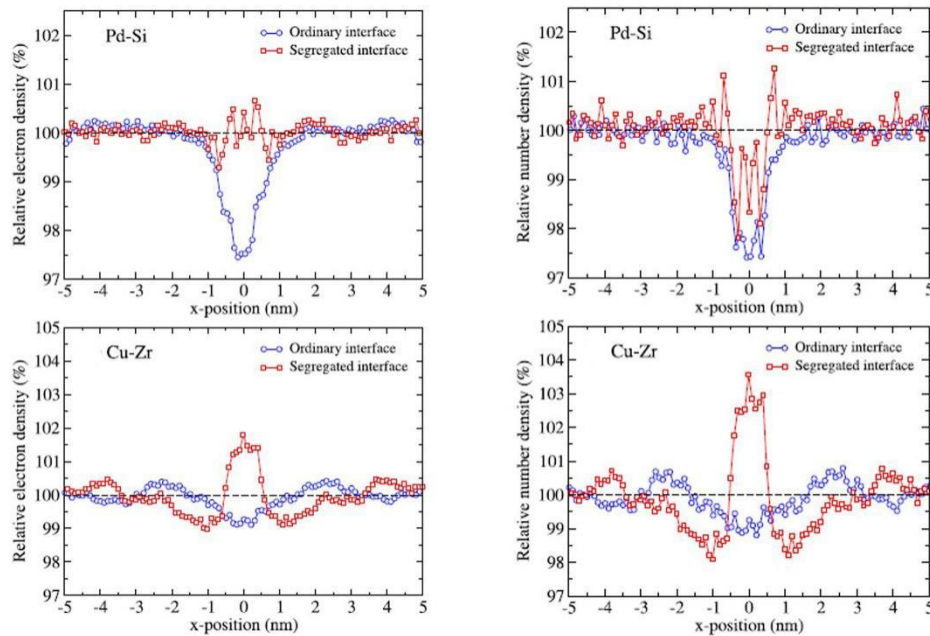 Pd-Si
Ordinary interface
Segregated interface
Relative electron density (%)
102
101
100
99
98
97
-5 -4 -3 -2 -1 0 1 2 3 4 5
x-position (nm)
Pd-Si
Ordinary interface
Segregated interface
Relative number density (%)
102
101
100
99
98
97
-5 -4 -3 -2 -1 0 1 2 3 4 5
x-position (nm)
Cu-Zr
Ordinary interface
Segregated interface
Relative electron density (%)
105
104
103
102
101
100
99
98
97
-5 -4 -3 -2 -1 0 1 2 3 4 5
x-position (nm)
Cu-Zr
Ordinary interface
Segregated interface
Relative number density (%)
105
104
103
102
101
100
99
98
97
-5 -4 -3 -2 -1 0 1 2 3 4 5
x-position (nm)